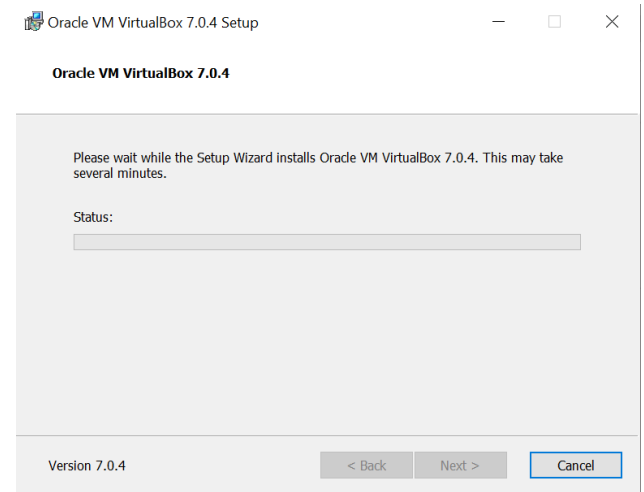 Oracle VM VirtualBox 7.0.4 Setup
Oracle VM VirtualBox 7.0.4
Please wait while the Setup Wizard installs Oracle VM VirtualBox 7.0.4. This may take
several minutes.
Status:
Version 7.0.4
< Back
Next >
Cancel